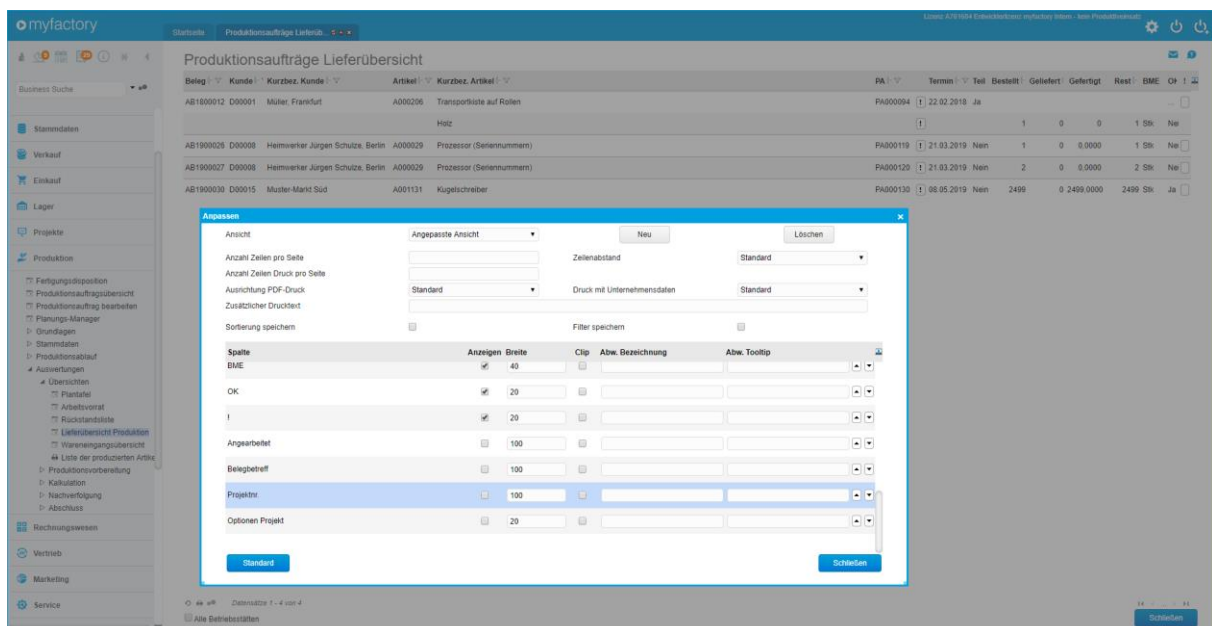 myfactory
Lizenz A761604 Entwicklerlizenz myfactory intern - kein Produktiveinsatz
Startseite
Produktionsaufträge Lieferüb...
Business Suche
Produktionsaufträge Lieferübersicht
Beleg Kunde Kurzbez. Kunde Artikel Kurzbez. Artikel PA Termin Teil Bestellt Geliefert Gefertigt Rest BME OK !
AB1800012 D00001 Müller, Frankfurt A000206 Transportkiste auf Rollen PA000094 ! 22.02.2018 Ja ...
Holz ! 1 0 0 1 Stk Nei
AB1900026 D00008 Heimwerker Jürgen Schulze, Berlin A000029 Prozessor (Seriennummern) PA000119 ! 21.03.2019 Nein 1 0 0,0000 1 Stk Nei
AB1900027 D00008 Heimwerker Jürgen Schulze, Berlin A000029 Prozessor (Seriennummern) PA000120 ! 21.03.2019 Nein 2 0 0,0000 2 Stk Nei
AB1900030 D00015 Muster-Markt Süd A001131 Kugelschreiber PA000130 ! 08.05.2019 Nein 2499 0 2499,0000 2499 Stk Ja
Stammdaten
Verkauf
Einkauf
Lager
Projekte
Produktion
Fertigungsdisposition
Produktionsauftragsübersicht
Produktionsauftrag bearbeiten
Planungs-Manager
Grundlagen
Stammdaten
Produktionsablauf
Auswertungen
Übersichten
Plantafel
Arbeitsvorrat
Rückstandsliste
Lieferübersicht Produktion
Wareneingangsübersicht
Liste der produzierten Artike
Produktionsvorbereitung
Kalkulation
Nachverfolgung
Abschluss
Rechnungswesen
Vertrieb
Marketing
Service
Anpassen
Ansicht Angepasste Ansicht Neu Löschen
Anzahl Zeilen pro Seite Zeilenabstand Standard
Anzahl Zeilen Druck pro Seite
Ausrichtung PDF-Druck Standard Druck mit Unternehmensdaten Standard
Zusätzlicher Drucktext
Sortierung speichern Filter speichern
Spalte Anzeigen Breite Clip Abw. Bezeichnung Abw. Tooltip
BME 40
OK 20
! 20
Angearbeitet 100
Belegbetreff 100
Projektnr. 100
Optionen Projekt 20
Standard Schließen
Datensätze 1 - 4 von 4
Alle Betriebsstätten
Schließen